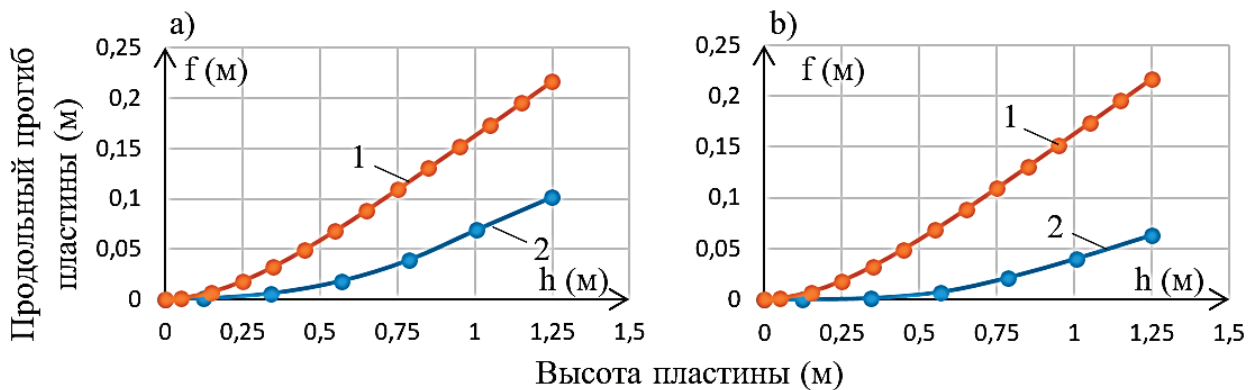 a)
Продольный прогиб
пластины (м)
0,25
0,2
0,15
0,1
0,05
0
f (м)
1
2
h (м)
0 0,25 0,5 0,75 1 1,25 1,5
b)
0,25
0,2
0,15
0,1
0,05
0
f (м)
1
2
h (м)
0 0,25 0,5 0,75 1 1,25 1,5
Высота пластины (м)